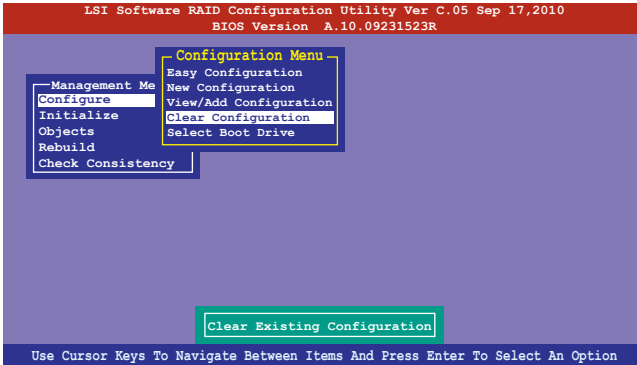 LSI Software RAID Configuration Utility Ver C.05 Sep 17,2010
BIOS Version A.10.09231523R
Configuration Menu
Easy Configuration
New Configuration
View/Add Configuration
Clear Configuration
Select Boot Drive
Management Me
Configure
Initialize
Objects
Rebuild
Check Consistency
Clear Existing Configuration
Use Cursor Keys To Navigate Between Items And Press Enter To Select An Option